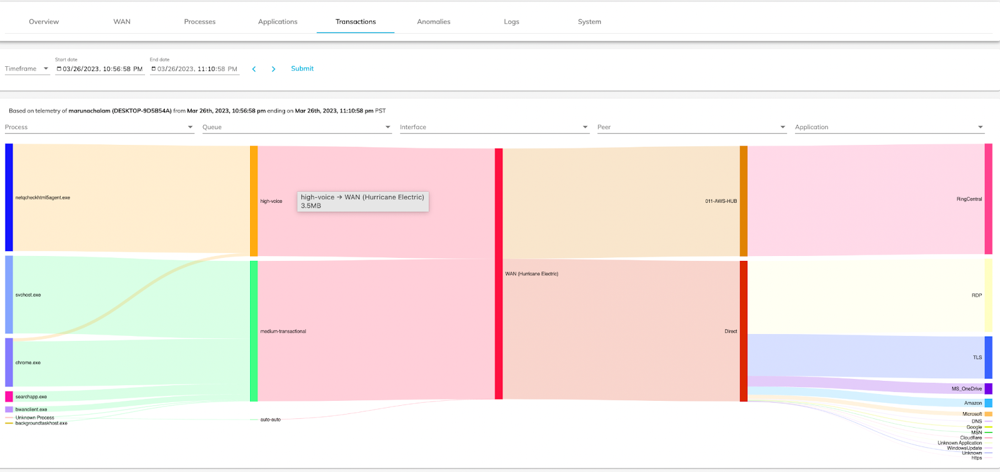 Overview WAN Processes Applications Transactions Anomalies Logs System
Start date End date
Timeframe 03/26/2023, 10:56:58 PM 03/26/2023, 11:10:58 PM < > Submit
Based on telemetry of marunachalam (DESKTOP-9D5B54A) from Mar 26th, 2023, 10:56:58 pm ending on Mar 26th, 2023, 11:10:58 pm PST
Process Queue Interface Peer Application
netqcheckhtml5agent.exe
svchost.exe
chrome.exe
searchapp.exe
bwanclient.exe
Unknown Process
backgroundtaskhost.exe
high-voice
high-voice → WAN (Hurricane Electric)
3.5MB
medium-transactional
auto-auto
WAN (Hurricane Electric)
011-AWS-HUB
Direct
RingCentral
RDP
TLS
MS_OneDrive
Amazon
Microsoft
DNS
Google
MSN
Cloudflare
Unknown Application
WindowsUpdate
Unknown
https